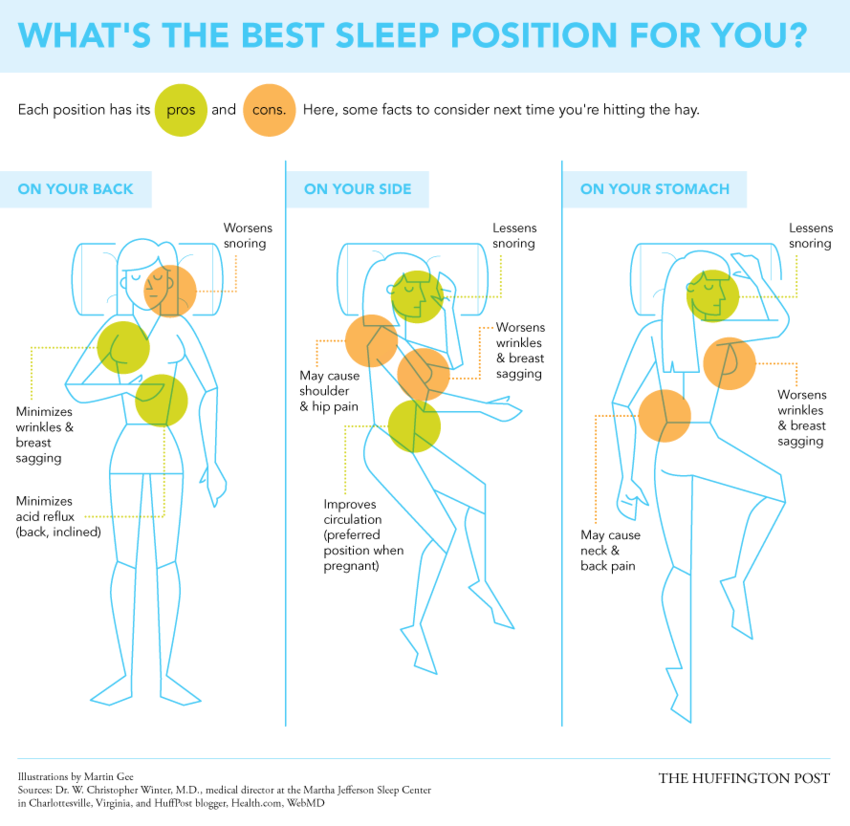 WHAT'S THE BEST SLEEP POSITION FOR YOU?
Each position has its pros and cons. Here, some facts to consider next time you're hitting the hay.
ON YOUR BACK
Worsens
snoring
Minimizes
wrinkles &
breast
sagging
Minimizes
acid reflux
(back, inclined)
ON YOUR SIDE
Lessens
snoring
Worsens
wrinkles
& breast
sagging
May cause
shoulder
& hip pain
Improves
circulation
(preferred
position when
pregnant)
ON YOUR STOMACH
Lessens
snoring
Worsens
wrinkles
& breast
sagging
May cause
neck &
back pain
Illustrations by Martin Gee
Sources: Dr. W. Christopher Winter, M.D., medical director at the Martha Jefferson Sleep Center
in Charlottesville, Virginia, and HuffPost blogger, Health.com, WebMD
THE HUFFINGTON POST